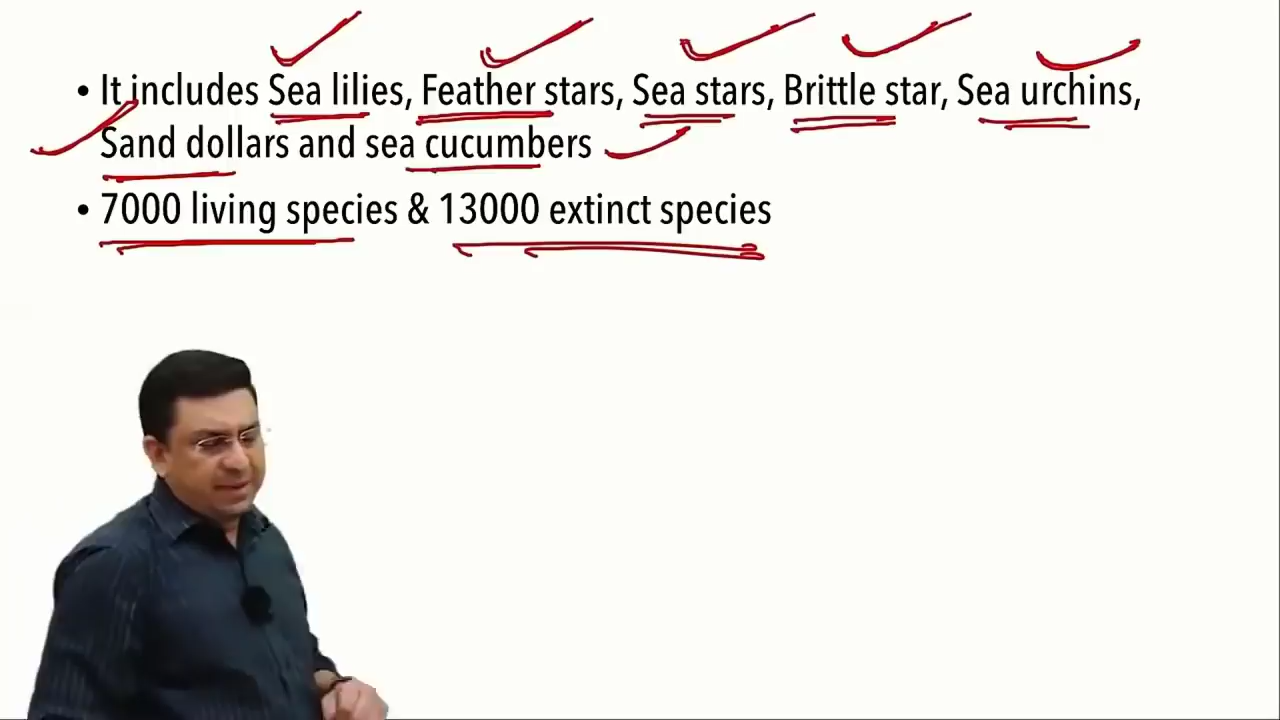 • It includes Sea lilies, Feather stars, Sea stars, Brittle star, Sea urchins,
Sand dollars and sea cucumbers
• 7000 living species & 13000 extinct species